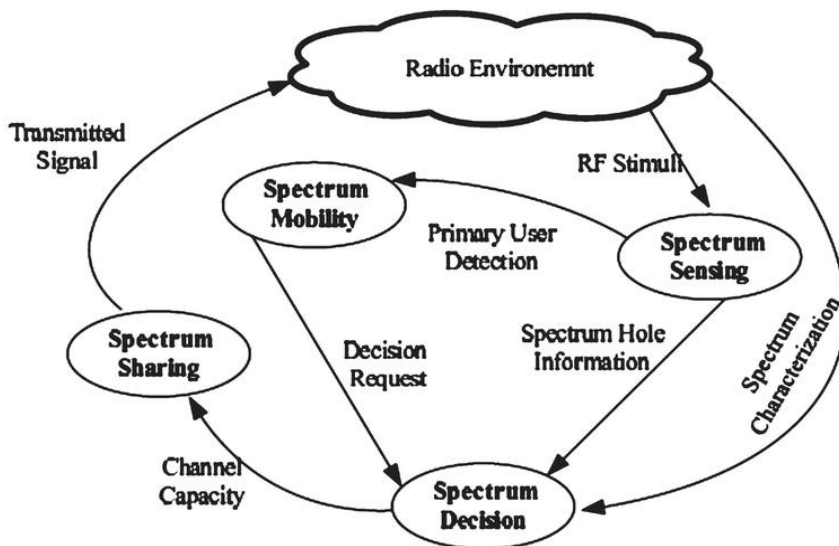 Radio Environemnt
Transmitted
Signal
RF Stimuli
Spectrum
Mobility
Primary User
Detection
Spectrum
Sensing
Spectrum
Sharing
Decision
Request
Spectrum Hole
Information
Spectrum
Characterization
Channel
Capacity
Spectrum
Decision